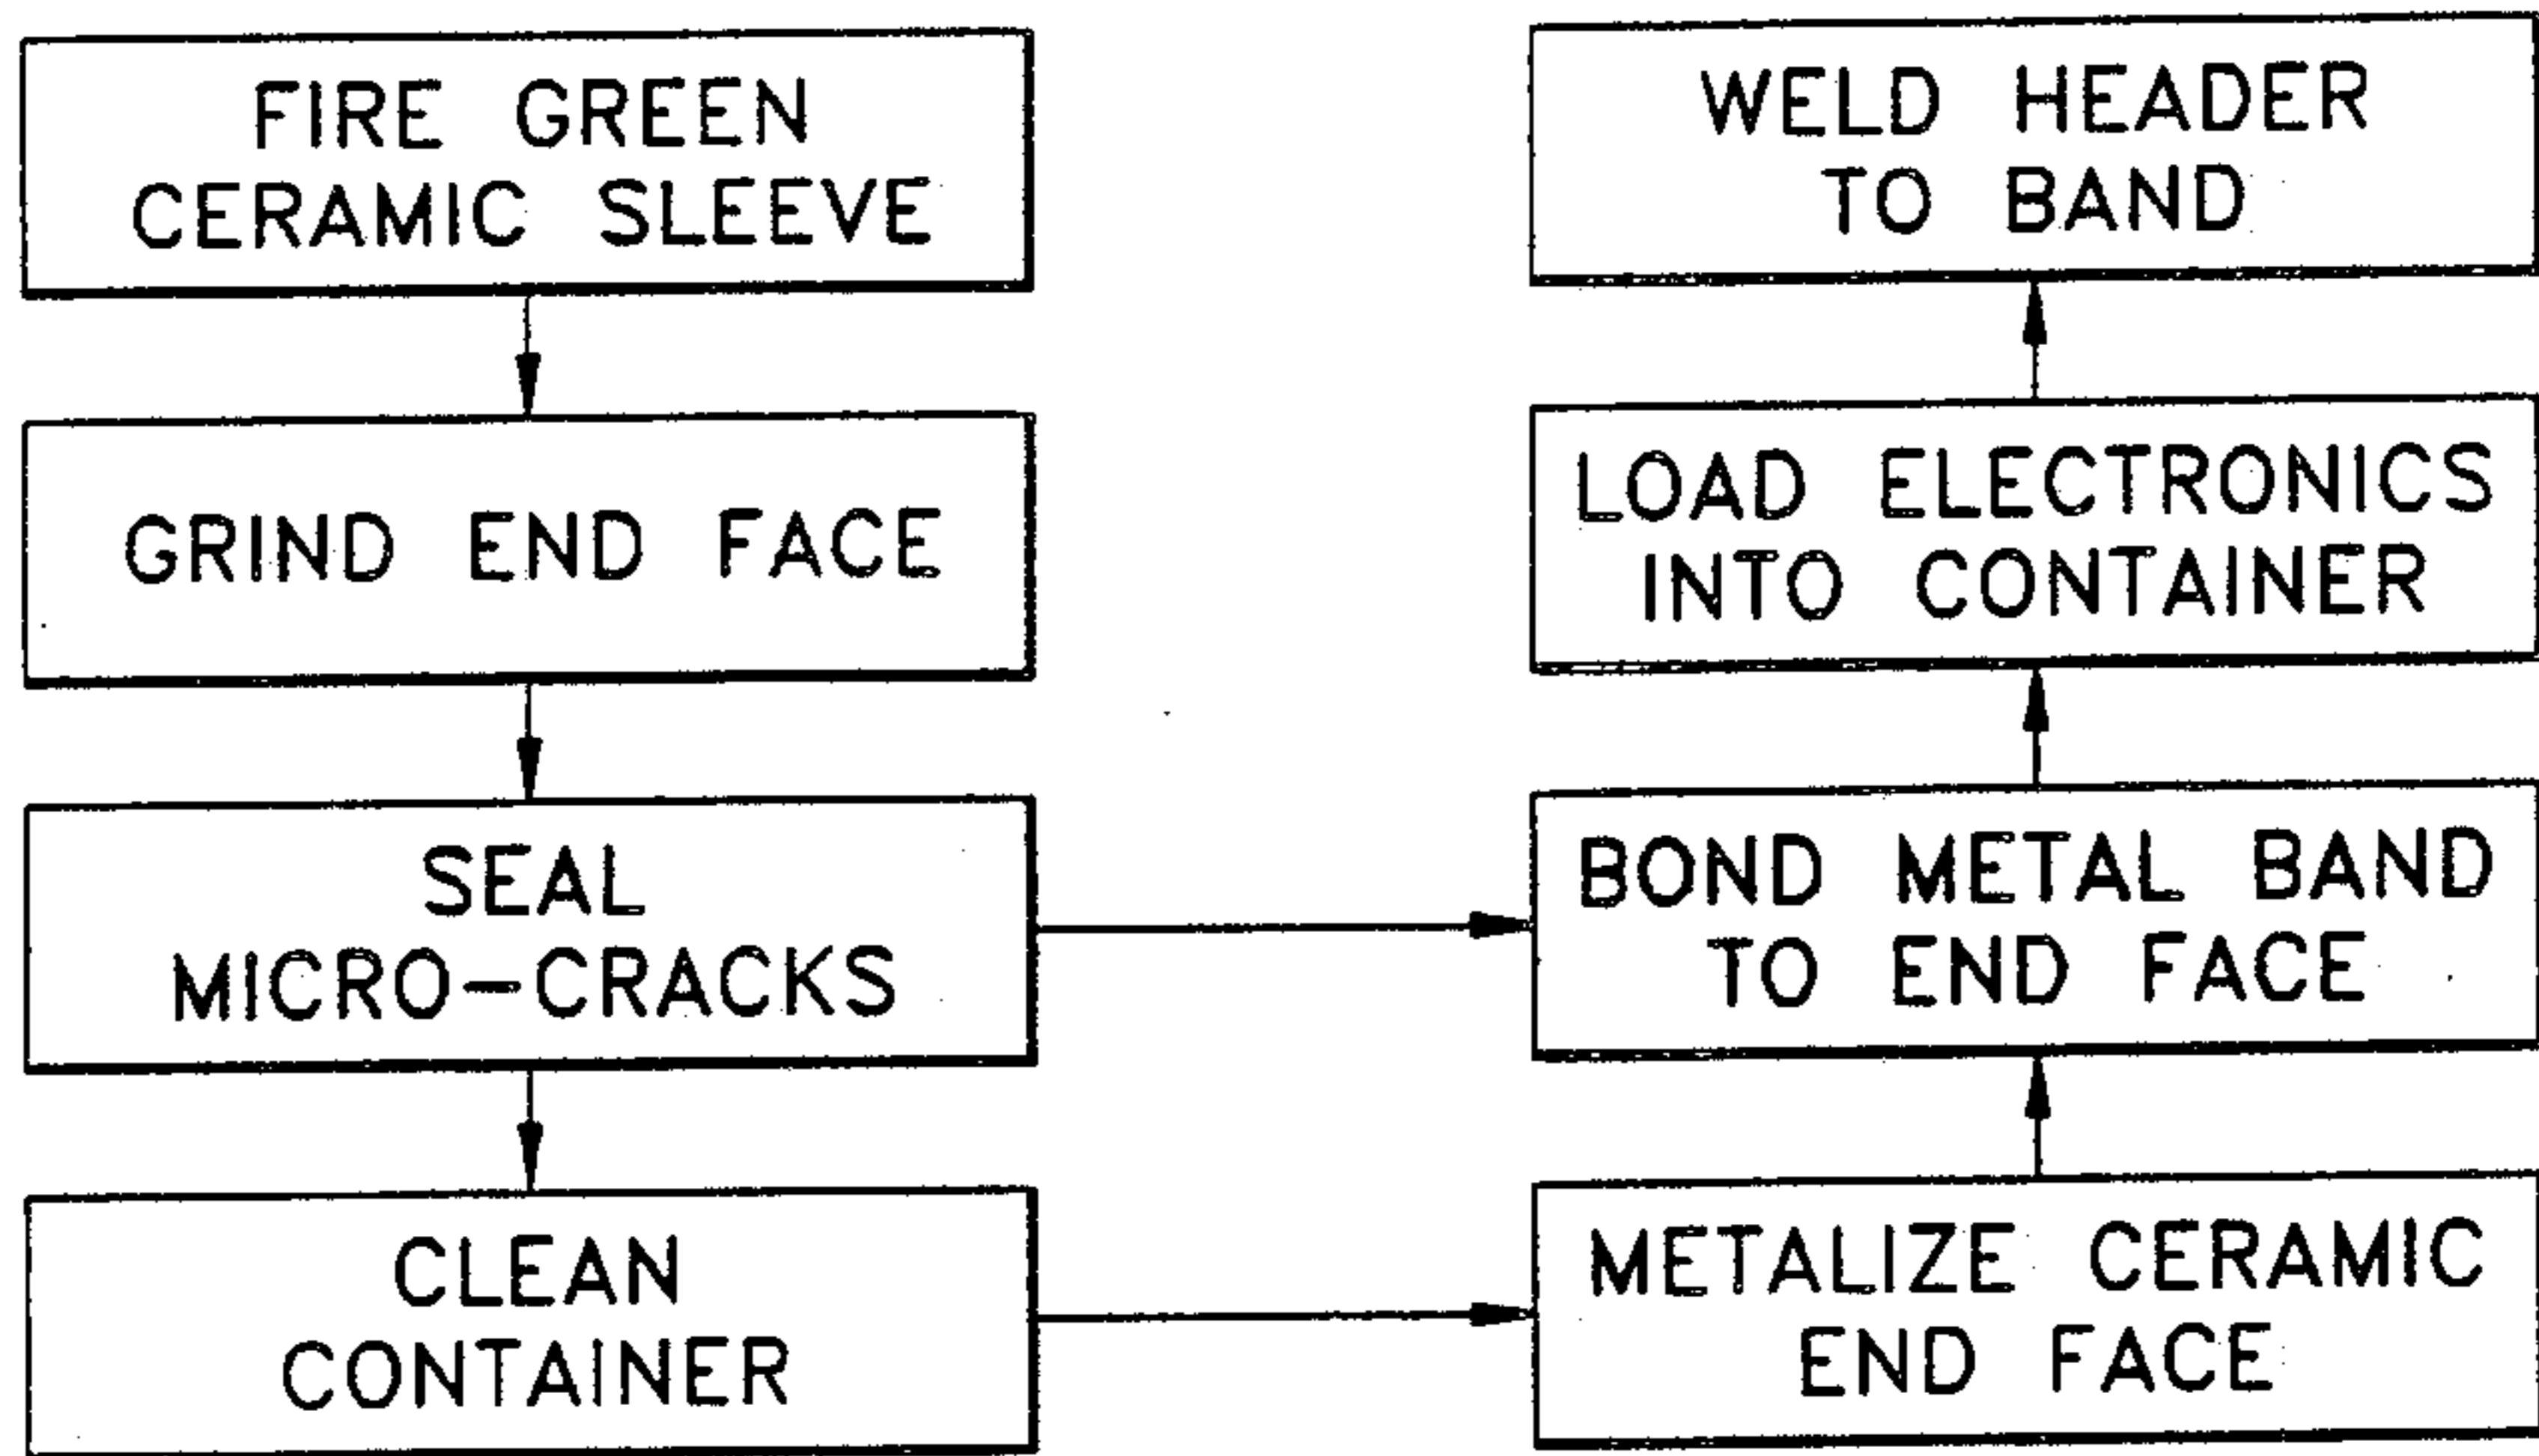 FIRE GREEN
CERAMIC SLEEVE
GRIND END FACE
SEAL
MICRO-CRACKS
CLEAN
CONTAINER
WELD HEADER
TO BAND
LOAD ELECTRONICS
INTO CONTAINER
BOND METAL BAND
TO END FACE
METALIZE CERAMIC
END FACE